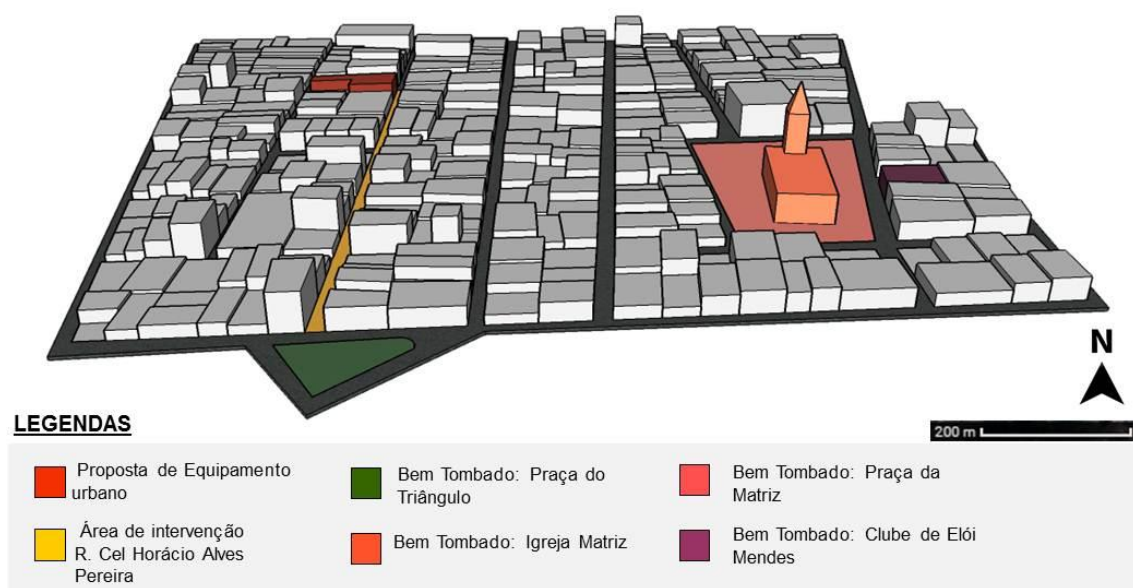 N
200 m
LEGENDAS
Proposta de Equipamento
urbano
Bem Tombado: Praça do
Triângulo
Bem Tombado: Praça da
Matriz
Área de intervenção
R. Cel Horácio Alves
Pereira
Bem Tombado: Igreja Matriz
Bem Tombado: Clube de Elói
Mendes